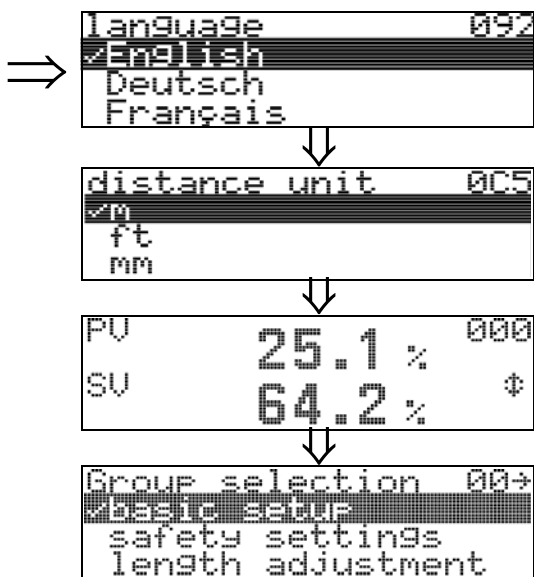 language 092
✓English
Deutsch
Français
distance unit 0C5
✓m
ft
mm
PV 25.1 % 000
SV 64.2 %
Group selection 00→
✓basic setup
safety settings
length adjustment